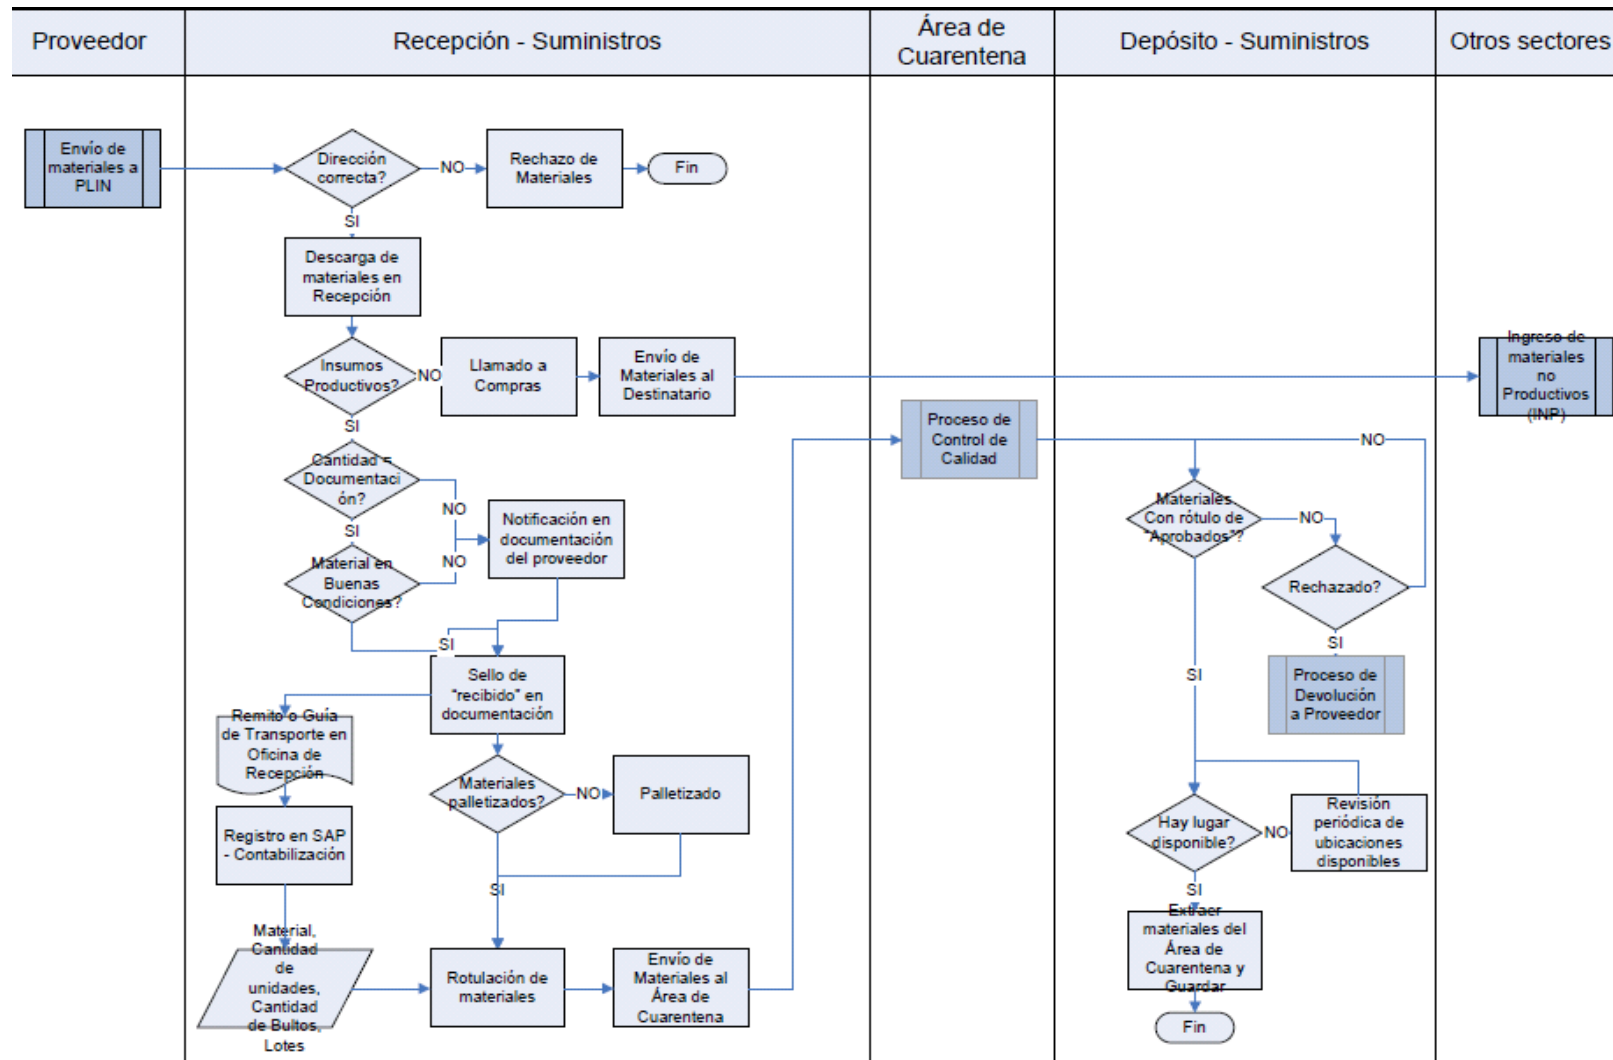 Proveedor
Recepción - Suministros
Área de
Cuarentena
Depósito - Suministros
Otros sectores
Envío de
materiales a
PLIN
Dirección
correcta?
NO
Rechazo de
Materiales
Fin
SI
Descarga de
materiales en
Recepción
Insumos
Productivos?
NO
Llamado a
Compras
Envío de
Materiales al
Destinatario
Ingreso de
materiales
no
Productivos
(INP)
SI
Cantidad =
Documentaci
ón?
NO
SI
Material en
Buenas
Condiciones?
NO
Notificación en
documentación
del proveedor
SI
Sello de
"recibido" en
documentación
Remito o Guía
de Transporte en
Oficina de
Recepción
Registro en SAP
- Contabilización
Material,
Cantidad
de
unidades,
Cantidad
de Bultos,
Lotes
Materiales
palletizados?
NO
Palletizado
SI
Rotulación de
materiales
Envío de
Materiales al
Área de
Cuarentena
Proceso de
Control de
Calidad
NO
Materiales
Con rótulo de
"Aprobados"?
NO
Rechazado?
SI
Proceso de
Devolución
a Proveedor
SI
Hay lugar
disponible?
NO
Revisión
periódica de
ubicaciones
disponibles
SI
Extraer
materiales del
Área de
Cuarentena y
Guardar
Fin